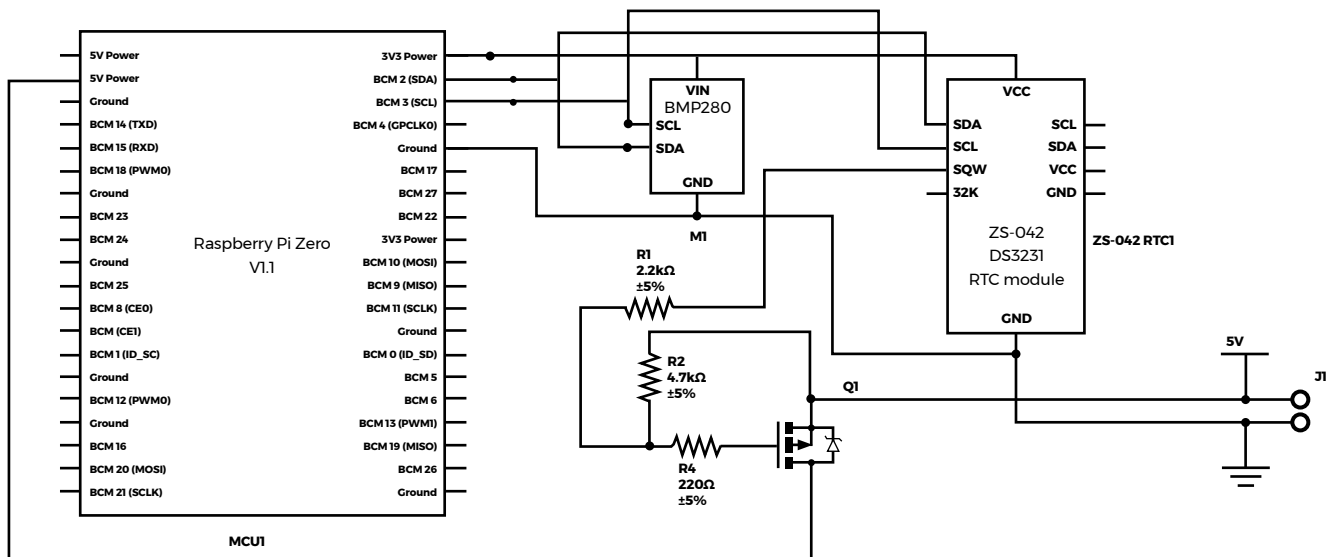 5V Power
5V Power
Ground
BCM 14 (TXD)
BCM 15 (RXD)
BCM 18 (PWM0)
Ground
BCM 23
BCM 24
Ground
BCM 25
BCM 8 (CE0)
BCM (CE1)
BCM 1 (ID_SC)
Ground
BCM 12 (PWM0)
Ground
BCM 16
BCM 20 (MOSI)
BCM 21 (SCLK)
Raspberry Pi Zero
V1.1
3V3 Power
BCM 2 (SDA)
BCM 3 (SCL)
BCM 4 (GPCLK0)
Ground
BCM 17
BCM 27
BCM 22
3V3 Power
BCM 10 (MOSI)
BCM 9 (MISO)
BCM 11 (SCLK)
Ground
BCM 0 (ID_SD)
BCM 5
BCM 6
BCM 13 (PWM1)
BCM 19 (MISO)
BCM 26
Ground
MCU1
VIN
BMP280
SCL
SDA
GND
M1
R1
2.2kΩ
±5%
R2
4.7kΩ
±5%
R4
220Ω
±5%
Q1
VCC
SDA
SCL
SQW
32K
SCL
SDA
VCC
GND
ZS-042
DS3231
RTC module
GND
ZS-042 RTC1
5V
J1